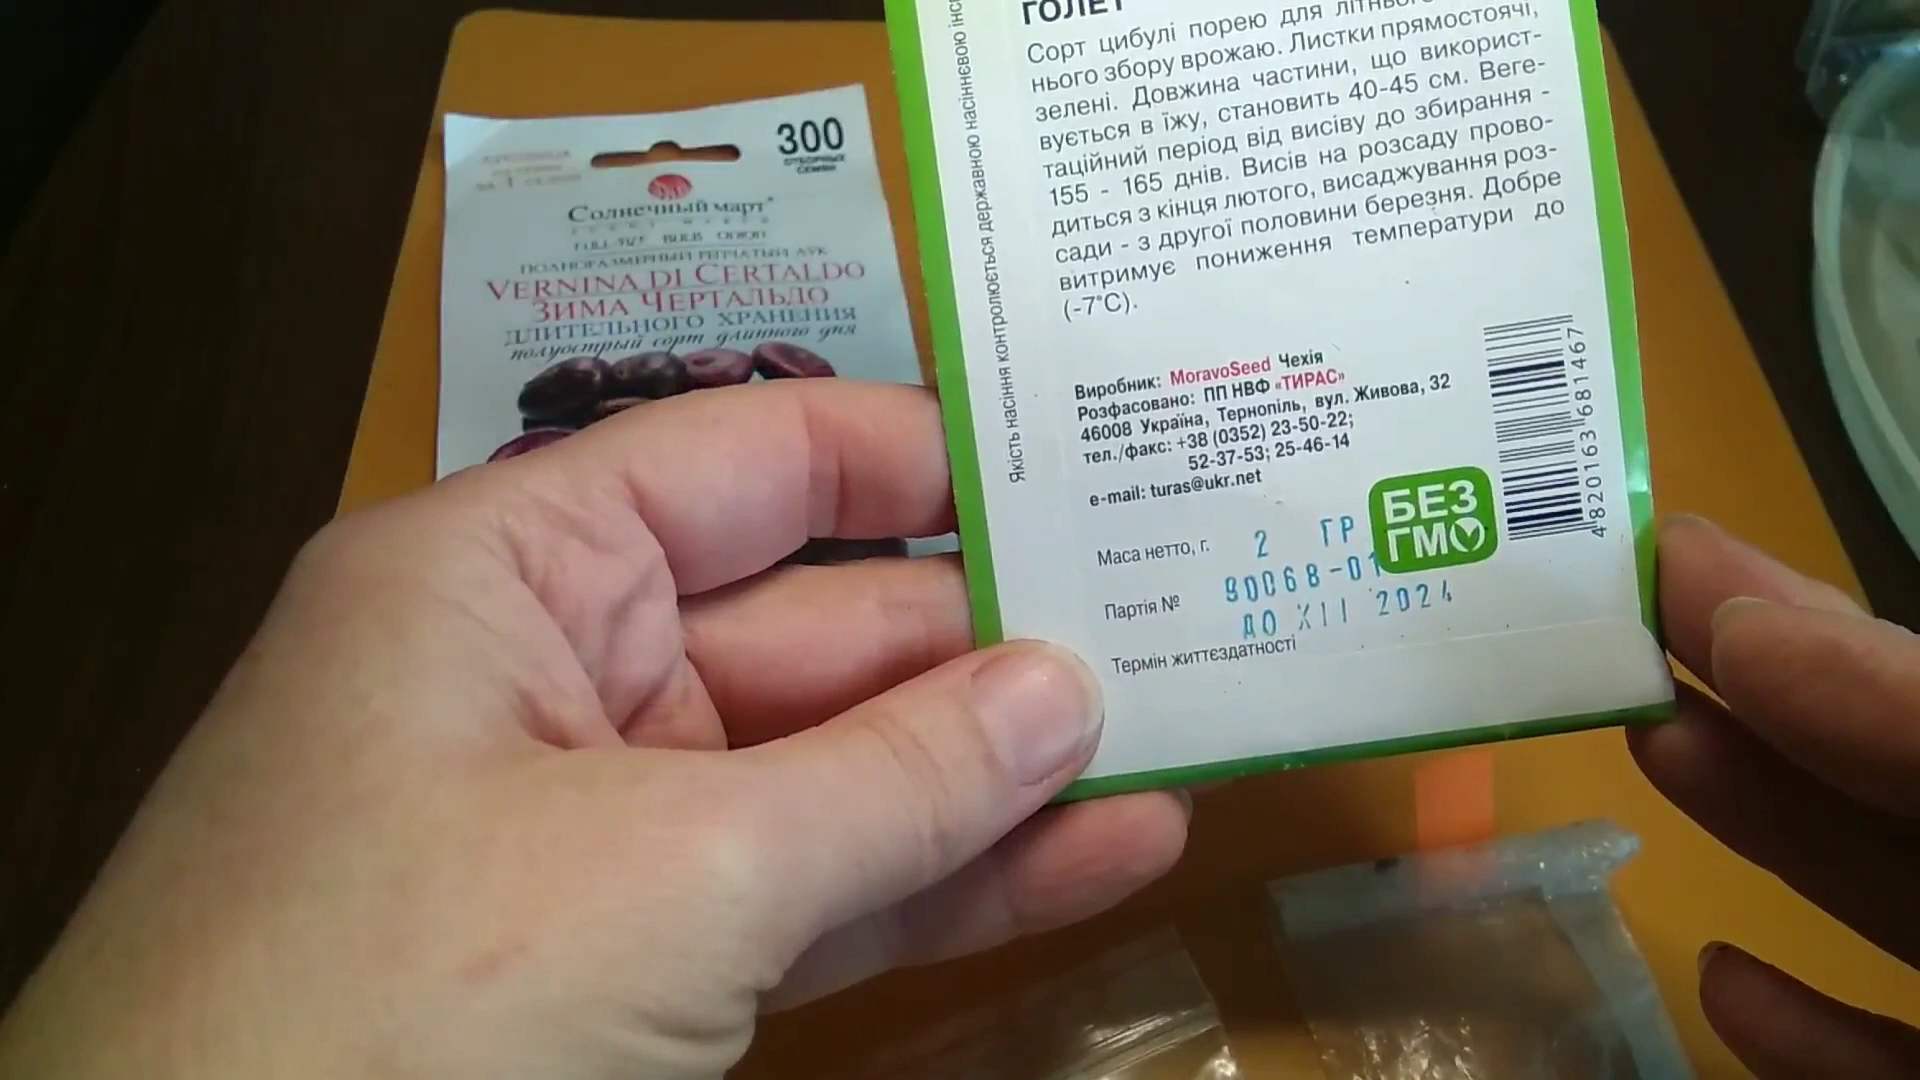 300
ОТБОРНЫХ
СЕМЯН
Солнечный март
ПОЛНОРАЗМЕРНЫЙ РЕПЧАТЫЙ ЛУК
VERNINA DI CERTALDO
ЗИМА ЧЕРТАЛЬДО
ДЛИТЕЛЬНОГО ХРАНЕНИЯ
полуострый сорт длинного дня
Якість насіння контролюється державною насіннєвою
ГОЛЕТ
Сорт цибулі порею для
нього збору врожаю. Листки прямостоячі,
зелені. Довжина частини, що використ-
вується в їжу, становить 40-45 см. Веге-
таційний період від висіву до збирання -
155 - 165 днів. Висів на розсаду прово-
диться з кінця лютого, висаджування роз-
сади - з другої половини березня. Добре
витримує пониження температури до
(-7°С).
Виробник: MoravoSeed Чехія
Розфасовано: ПП НВФ «ТИРАС»
46008 Україна, Тернопіль, вул. Живова, 32
тел./факс: +38 (0352) 23-50-22;
52-37-53; 25-46-14
e-mail: turas@ukr.net
БЕЗ
ГМО
4820163681467
Маса нетто, г. 2 ГР
Партія № 90068-01
ДО XII 2024
Термін життєздатності